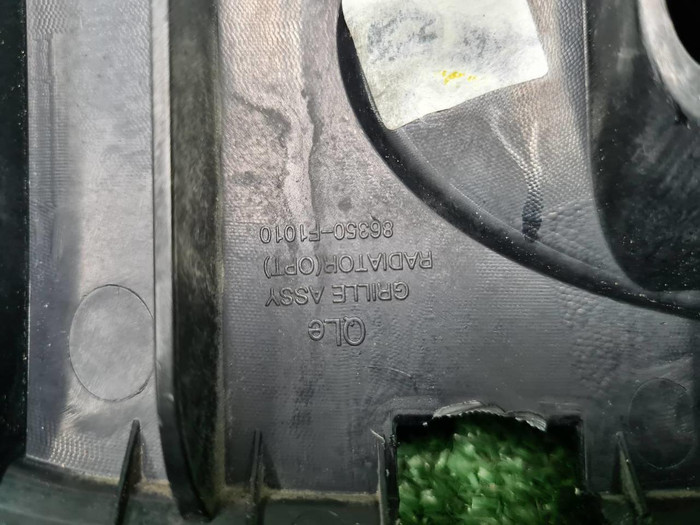 QLe
GRILLE ASSY
RADIATOR(OPT)
86350-F1010